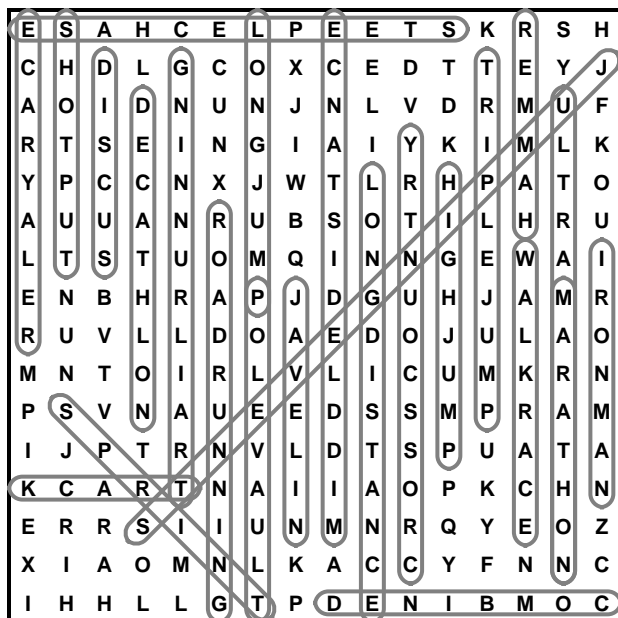 E S A H C E L P E E T S K R S H
C H D L G C O X C E D T T E Y J
A O I D N U N J N L V D R M U F
R T S E I N G I A I Y K I M L K
Y P C C N X J W T L R H P A T O
A U U A N R U B S O T I L H R U
L T S T U O M Q I N N G E W A I
E N B H R A P J D G U H J A M R
R U V L L D O A E D O J U L A O
M N T O I R L V L I C U M K R N
P S V N A U E E D S S M P R A M
I J P T R N V L D T S P U A T A
K C A R T N A I I A O P K C H N
E R R S I I U N M N R Q Y E O Z
X I A O M N L K A C C Y F N N C
I H H L L G T P D E N I B M O C